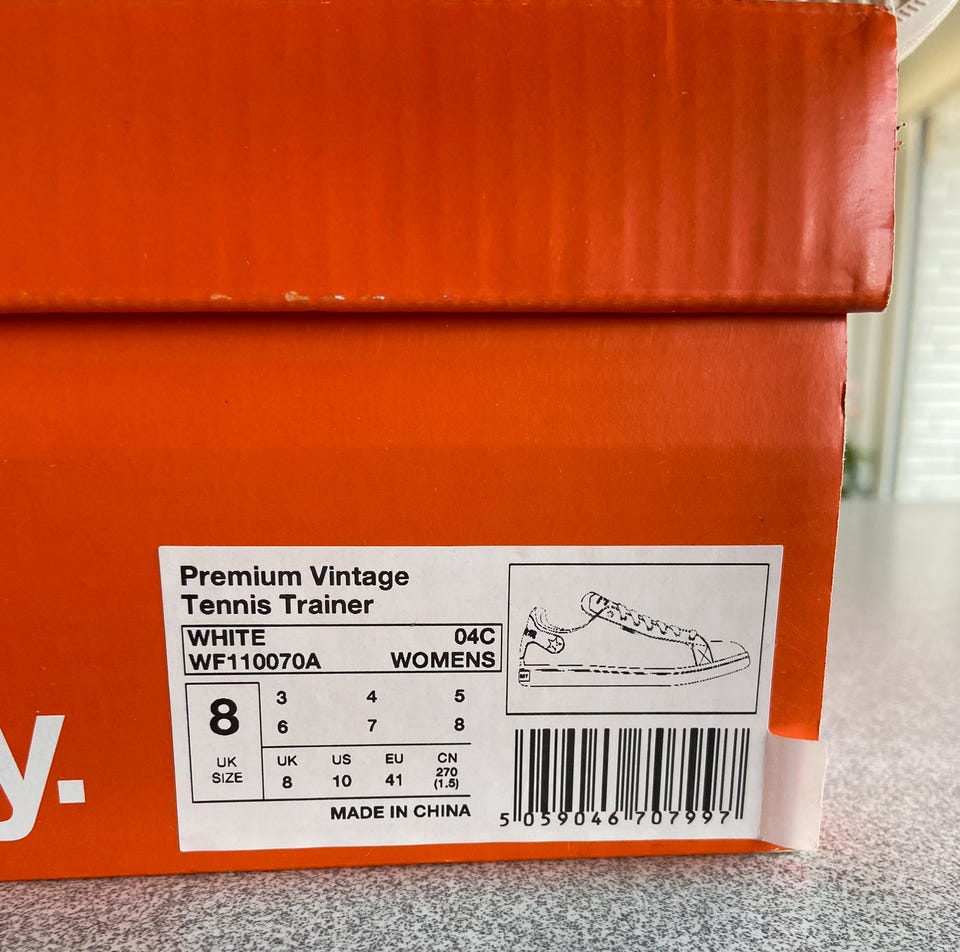 y.
Premium Vintage
Tennis Trainer
WHITE 04C
WF110070A WOMENS
8
UK
SIZE
3 4 5
6 7 8
UK US EU CN
8 10 41 270
(1.5)
MADE IN CHINA
5 059046 707997